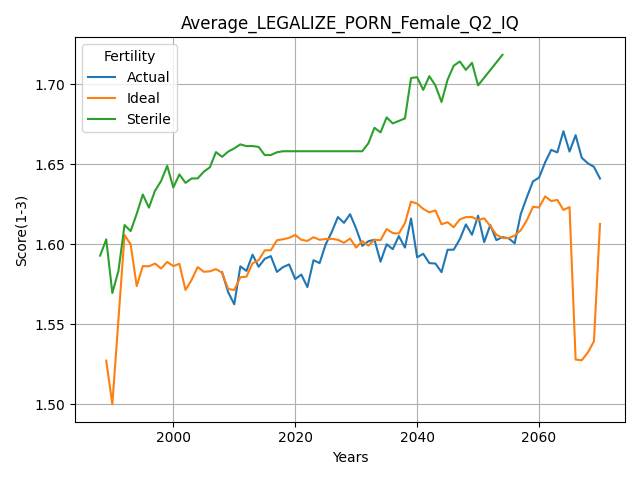 Average_LEGALIZE_PORN_Female_Q2_IQ
Fertility
Actual
Ideal
Sterile
Score(1-3)
1.70
1.65
1.60
1.55
1.50
2000
2020
2040
2060
Years